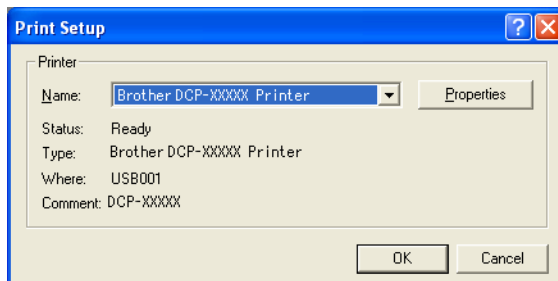 Print Setup
Printer
Name: Brother DCP-XXXXX Printer Properties
Status: Ready
Type: Brother DCP-XXXXX Printer
Where: USB001
Comment: DCP-XXXXX
OK Cancel